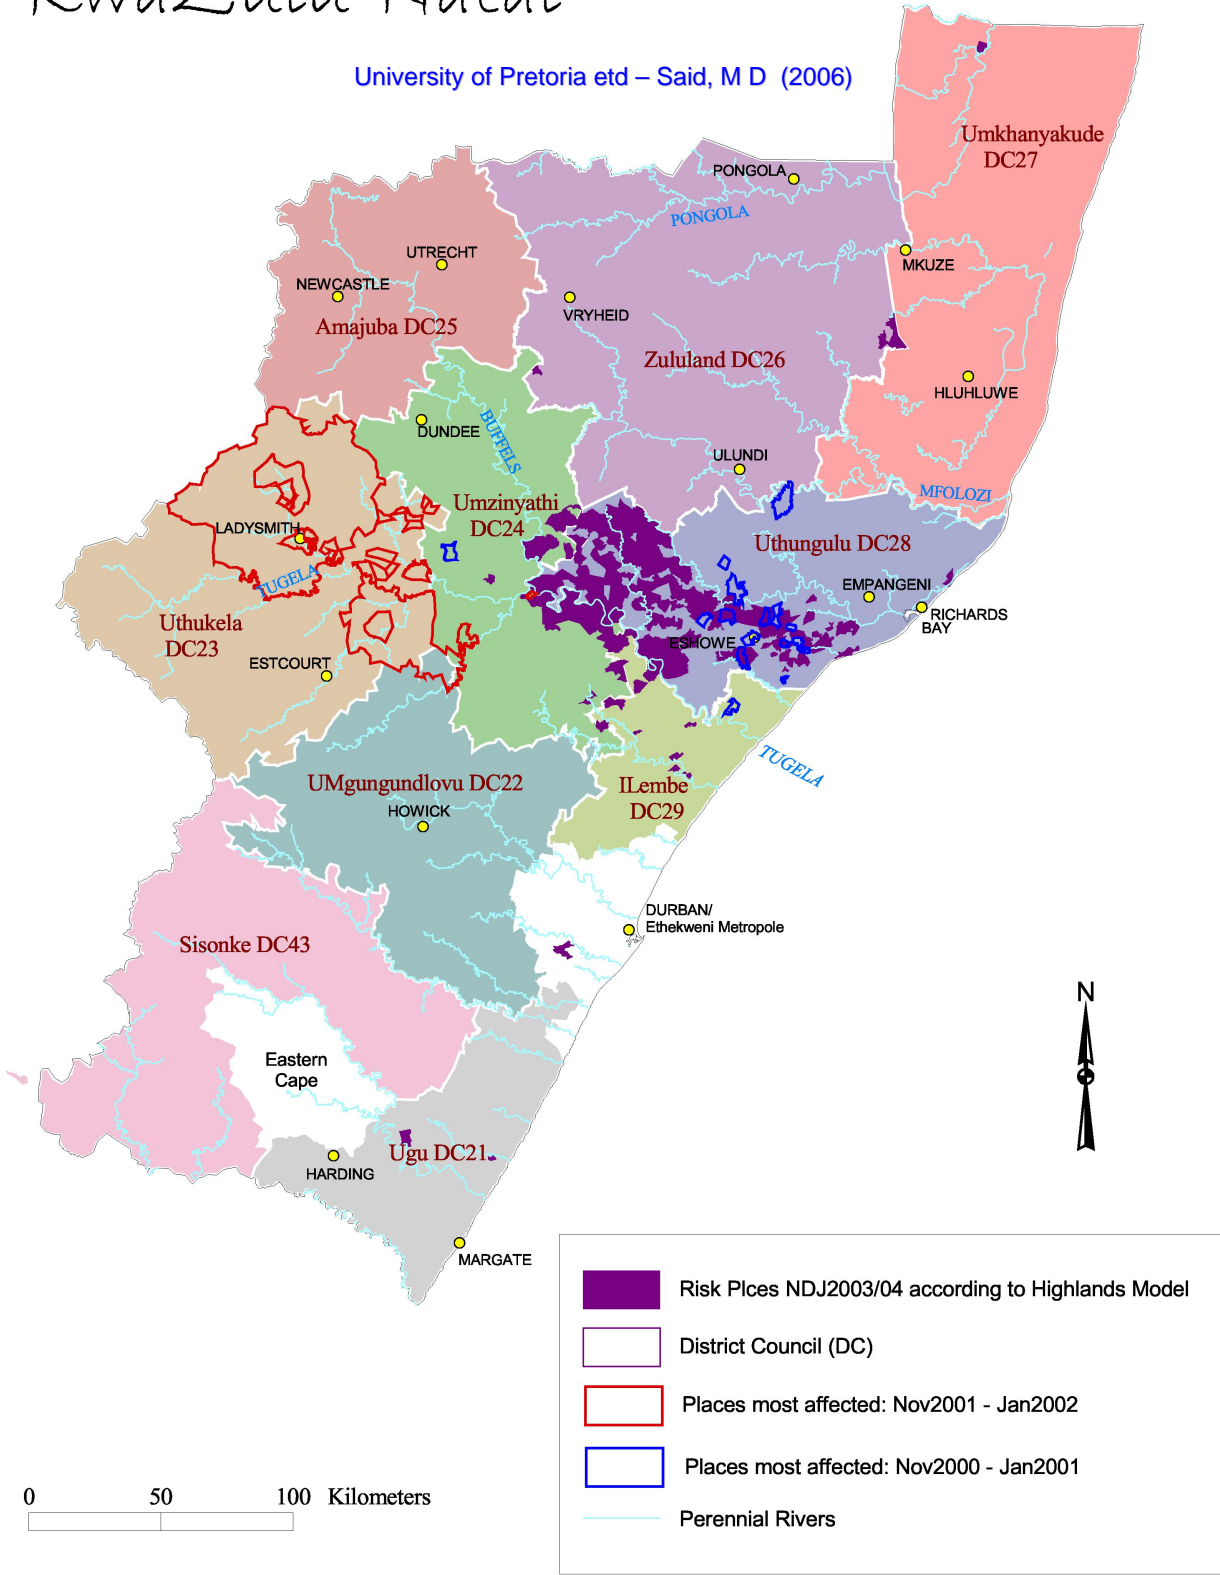 KwaZulu Natal
University of Pretoria etd – Said, M D (2006)
Umkhanyakude
DC27
PONGOLA
PONGOLA
UTRECHT
MKUZE
NEWCASTLE
VRYHEID
Amajuba DC25
Zululand DC26
HLUHLUWE
DUNDEE
BUFFELS
ULUNDI
MFOLOZI
Umzinyathi
DC24
LADYSMITH
Uthungulu DC28
TUGELA
EMPANGENI
RICHARDS
BAY
Uthukela
DC23
ESHOWE
ESTCOURT
TUGELA
UMgungundlovu DC22
ILembe
DC29
HOWICK
DURBAN/
Ethekweni Metropole
Sisonke DC43
N
Eastern
Cape
Ugu DC21
HARDING
MARGATE
Risk Plces NDJ2003/04 according to Highlands Model
District Council (DC)
Places most affected: Nov2001 - Jan2002
Places most affected: Nov2000 - Jan2001
Perennial Rivers
0 50 100 Kilometers